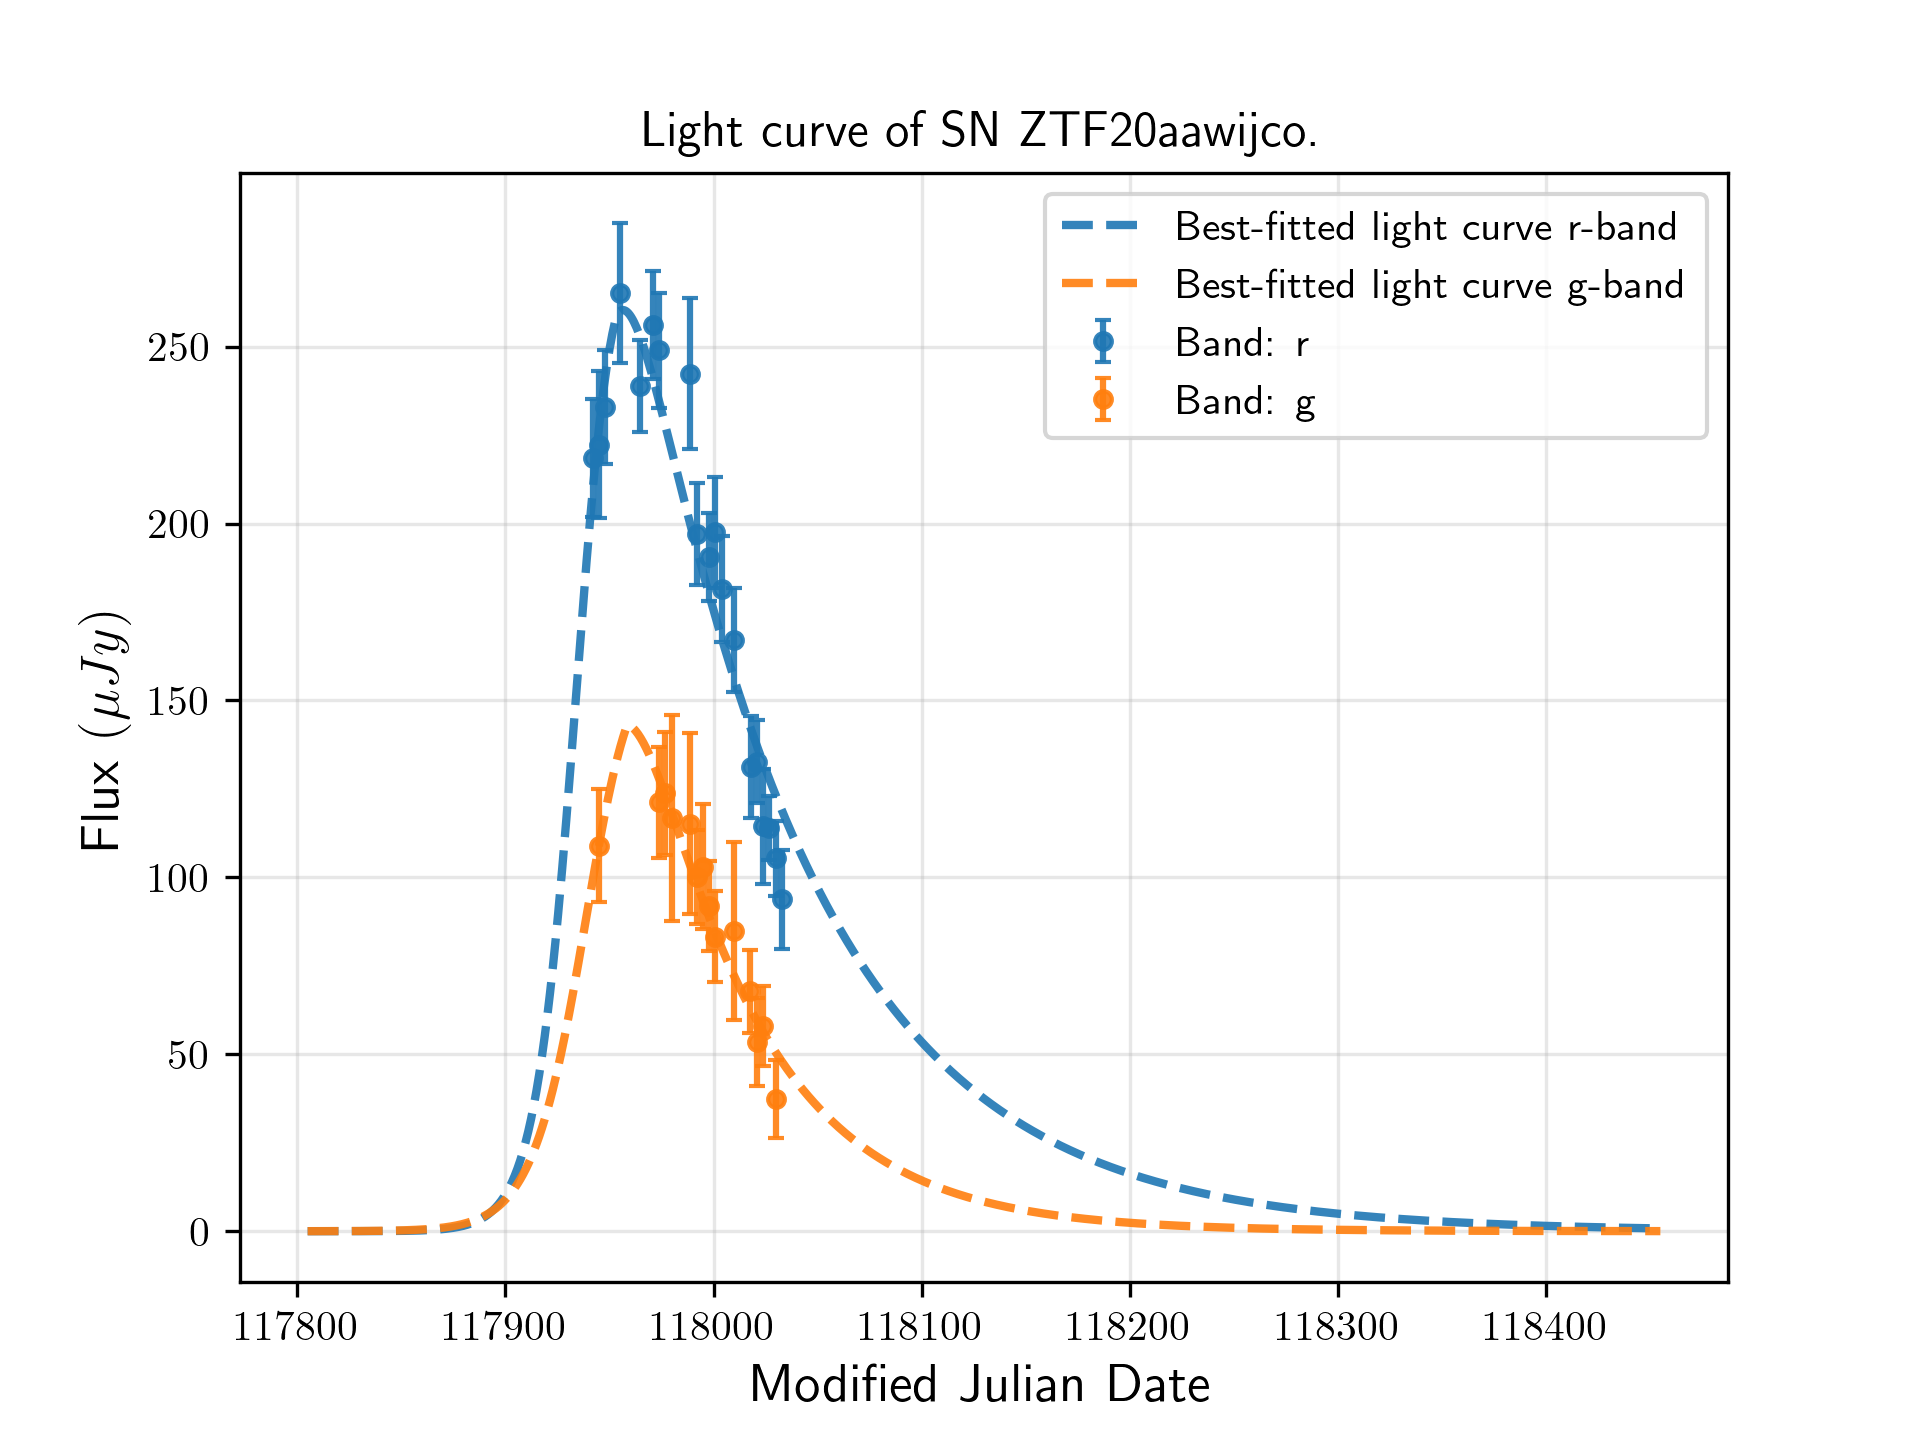 Light curve of SN ZTF20aawijco.
Best-fitted light curve r-band
Best-fitted light curve g-band
Band: r
Band: g
250
200
150
100
50
0
Flux (μJy)
117800 117900 118000 118100 118200 118300 118400
Modified Julian Date